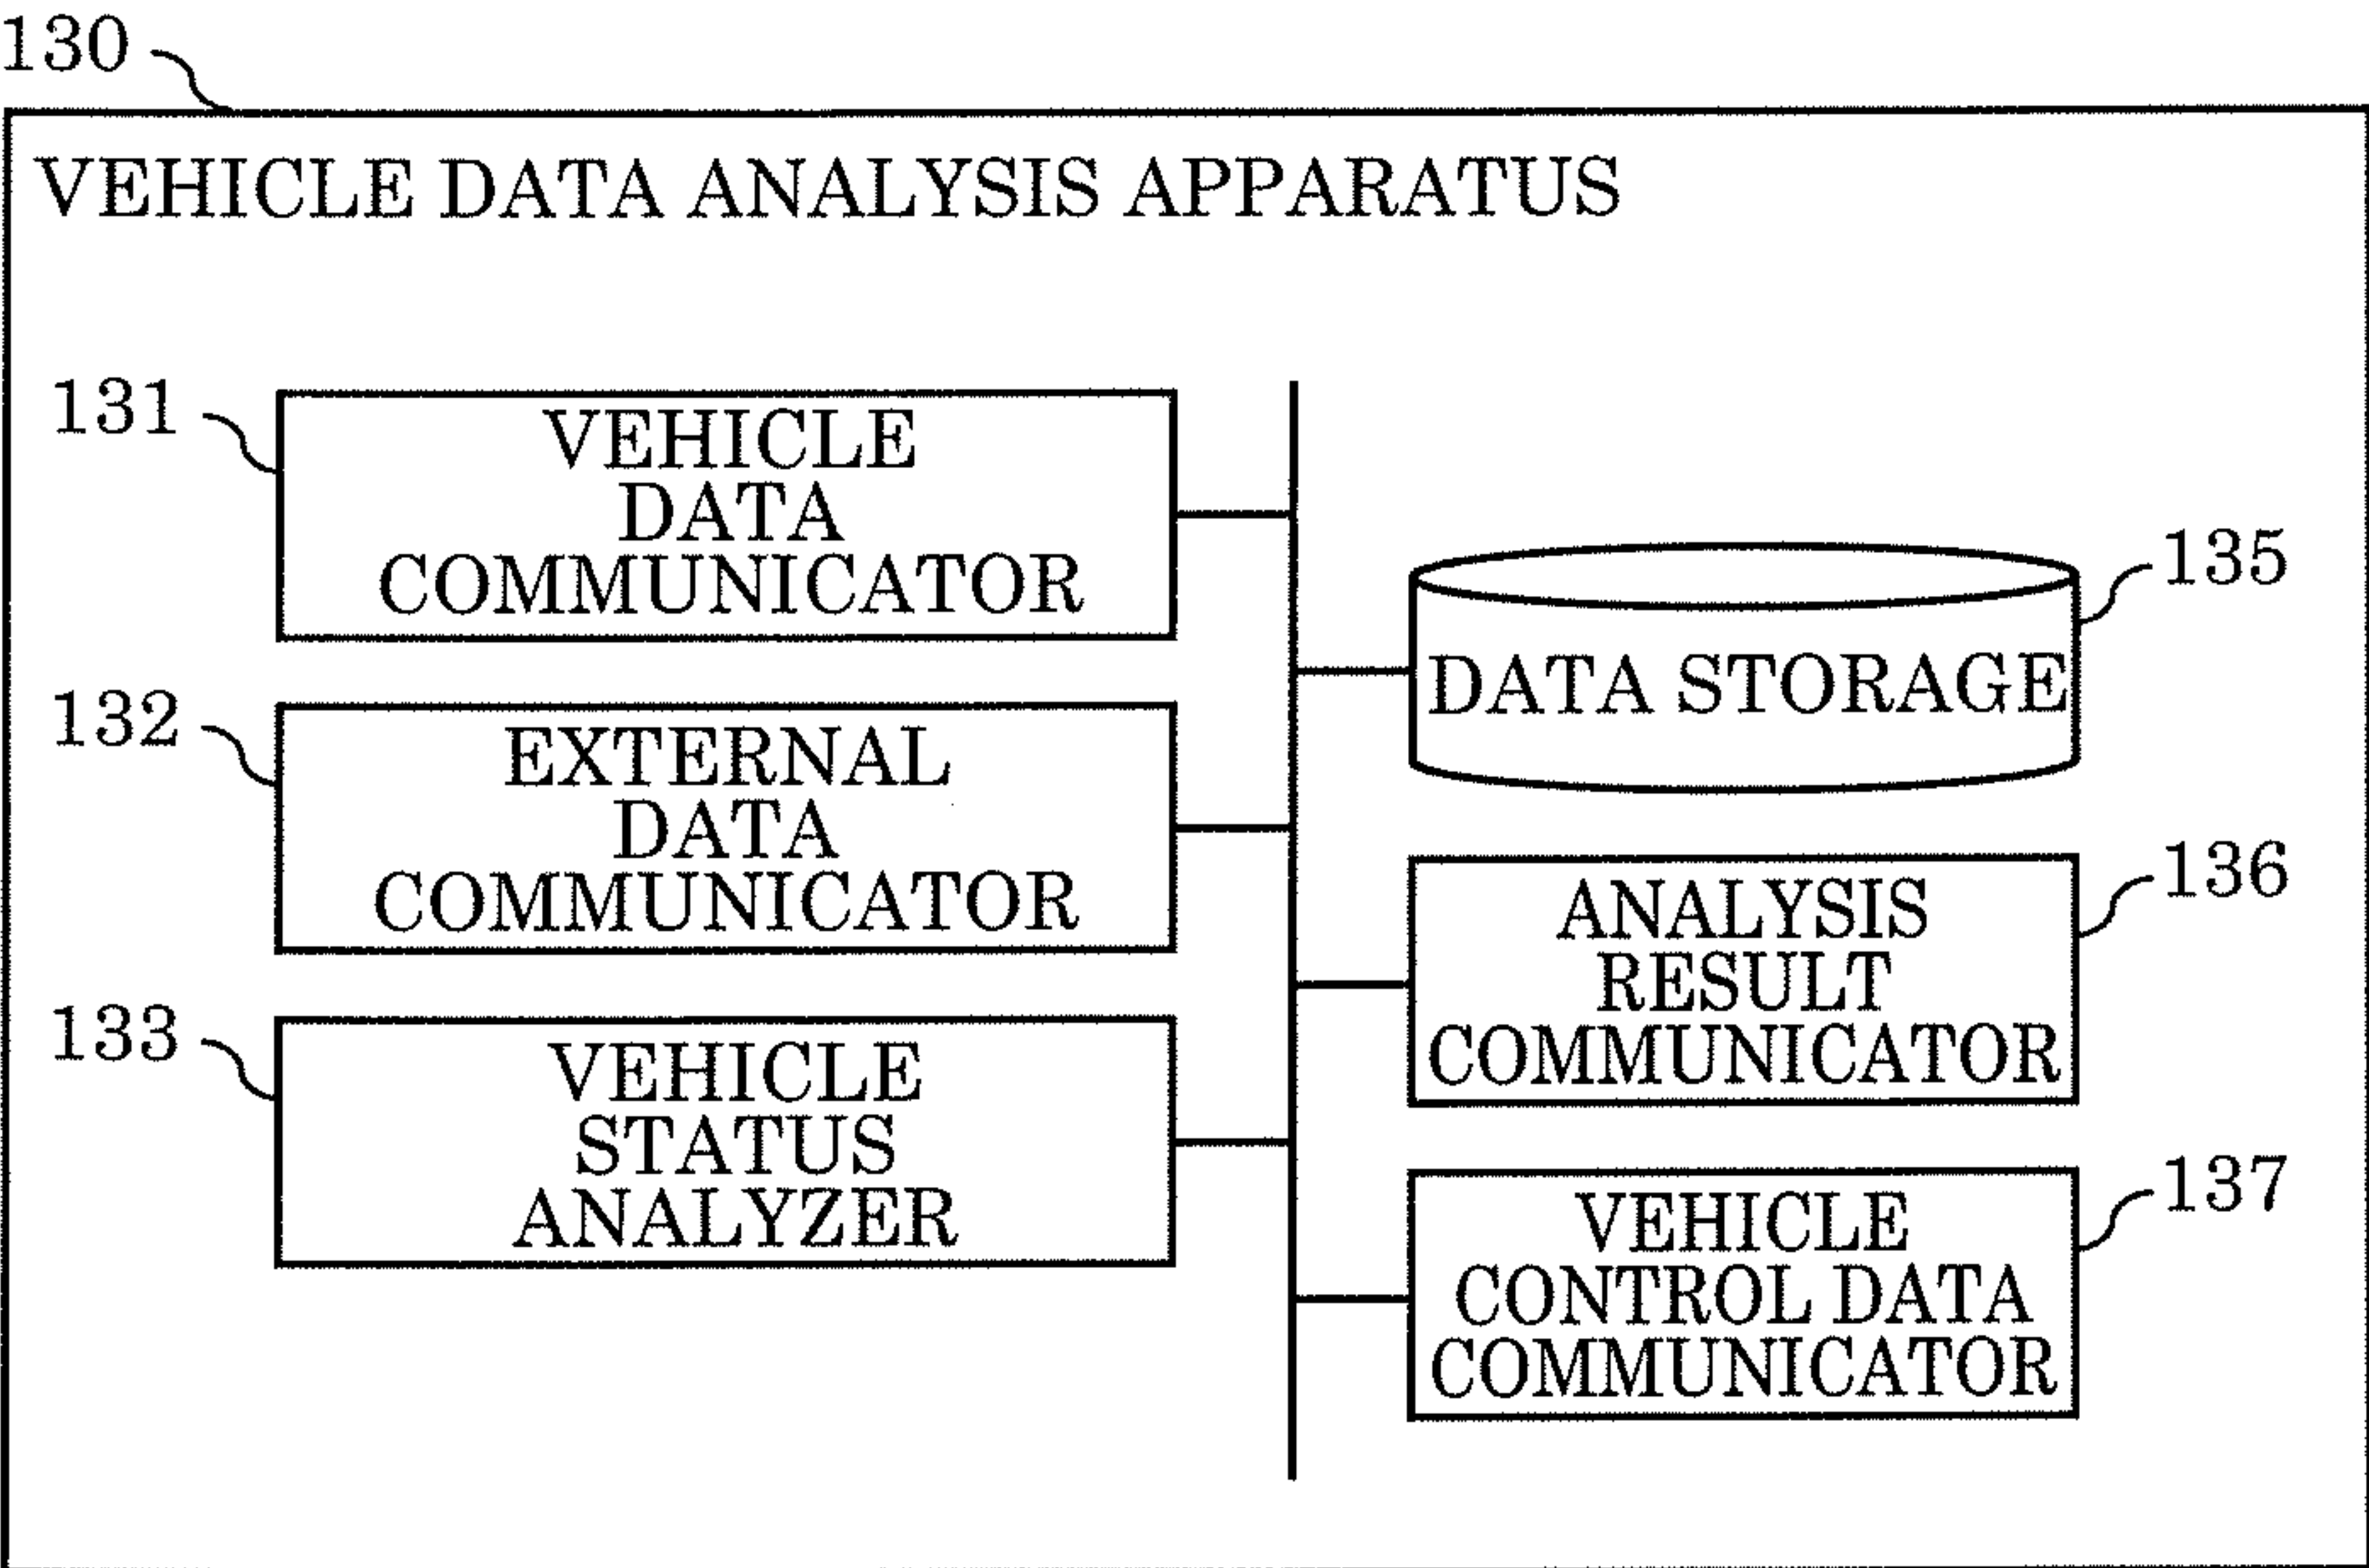 130
VEHICLE DATA ANALYSIS APPARATUS
131
VEHICLE
DATA
COMMUNICATOR
132
EXTERNAL
DATA
COMMUNICATOR
133
VEHICLE
STATUS
ANALYZER
135
DATA STORAGE
136
ANALYSIS
RESULT
COMMUNICATOR
137
VEHICLE
CONTROL DATA
COMMUNICATOR